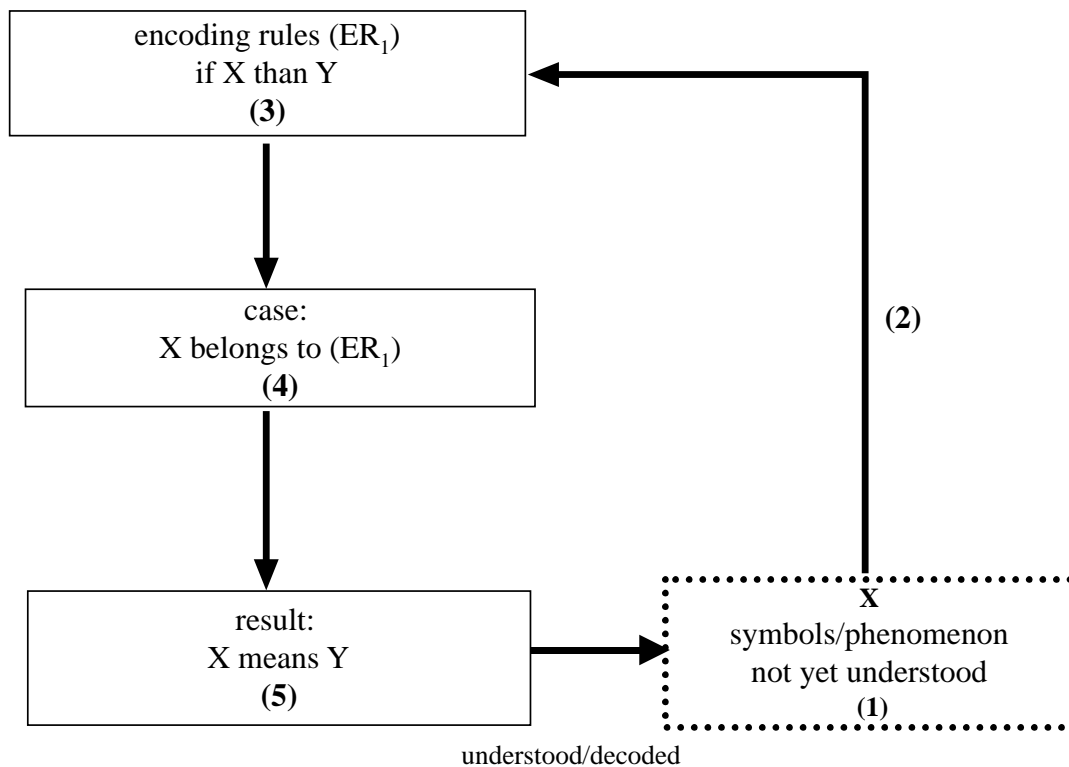 encoding rules (ER₁)
if X than Y
(3)
case:
X belongs to (ER₁)
(4)
(2)
result:
X means Y
(5)
X
symbols/phenomenon
not yet understood
(1)
understood/decoded